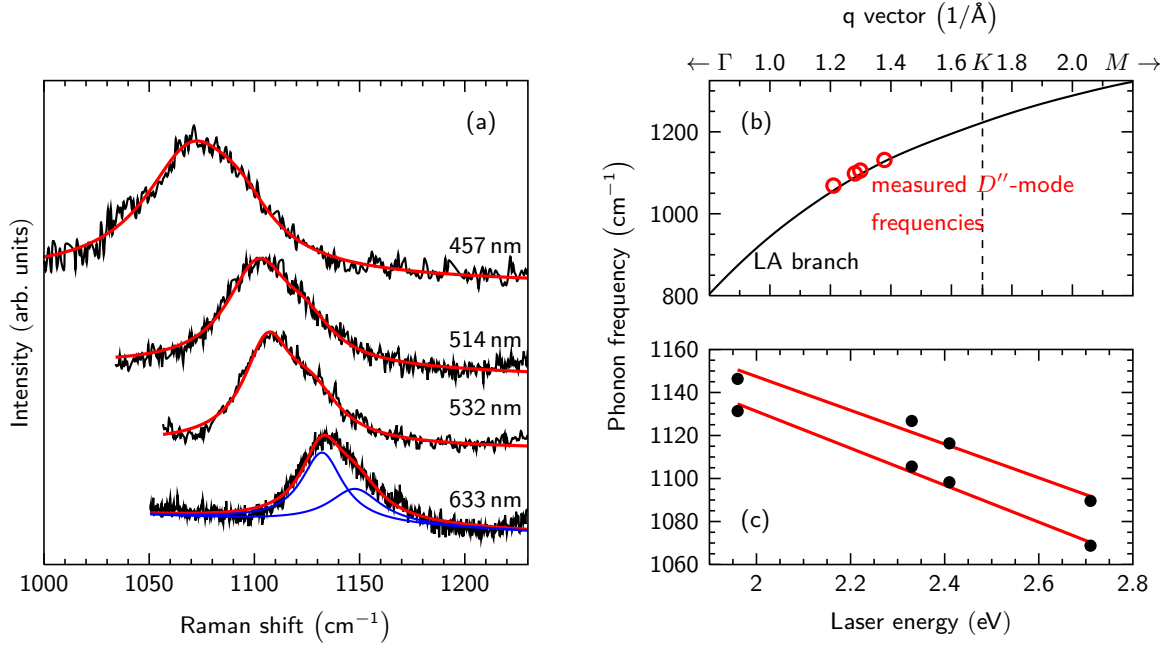 (a)
457 nm
514 nm
532 nm
633 nm
Intensity (arb. units)
1000 1050 1100 1150 1200
Raman shift (cm⁻¹)
q vector (1/Å)
← Γ 1.0 1.2 1.4 1.6 K 1.8 2.0 M →
(b)
1200
1000
800
measured D′′-mode
frequencies
LA branch
Phonon frequency (cm⁻¹)
1160
1140
1120
1100
1080
1060
(c)
2 2.2 2.4 2.6 2.8
Laser energy (eV)